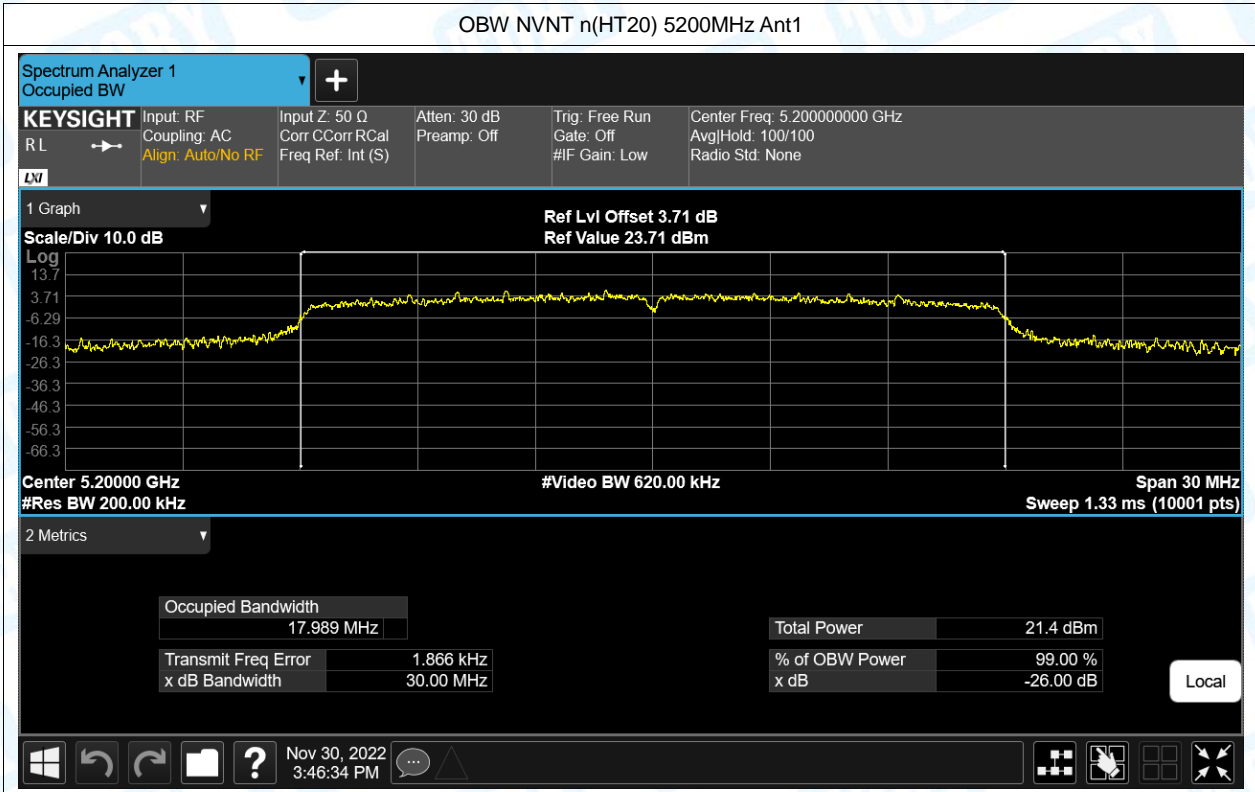 OBW NVNT n(HT20) 5200MHz Ant1
Spectrum Analyzer 1
Occupied BW
KEYSIGHT
R L
LXI
Input: RF
Coupling: AC
Align: Auto/No RF
Input Z: 50 Ω
Corr CCorr RCal
Freq Ref: Int (S)
Atten: 30 dB
Preamp: Off
Trig: Free Run
Gate: Off
#IF Gain: Low
Center Freq: 5.200000000 GHz
Avg|Hold: 100/100
Radio Std: None
1 Graph
Scale/Div 10.0 dB
Ref Lvl Offset 3.71 dB
Ref Value 23.71 dBm
Log
13.7
3.71
-6.29
-16.3
-26.3
-36.3
-46.3
-56.3
-66.3
Center 5.20000 GHz
#Video BW 620.00 kHz
Span 30 MHz
#Res BW 200.00 kHz
Sweep 1.33 ms (10001 pts)
2 Metrics
Occupied Bandwidth
17.989 MHz
Total Power 21.4 dBm
Transmit Freq Error 1.866 kHz
% of OBW Power 99.00 %
x dB Bandwidth 30.00 MHz
x dB -26.00 dB
Local
?
Nov 30, 2022
3:46:34 PM